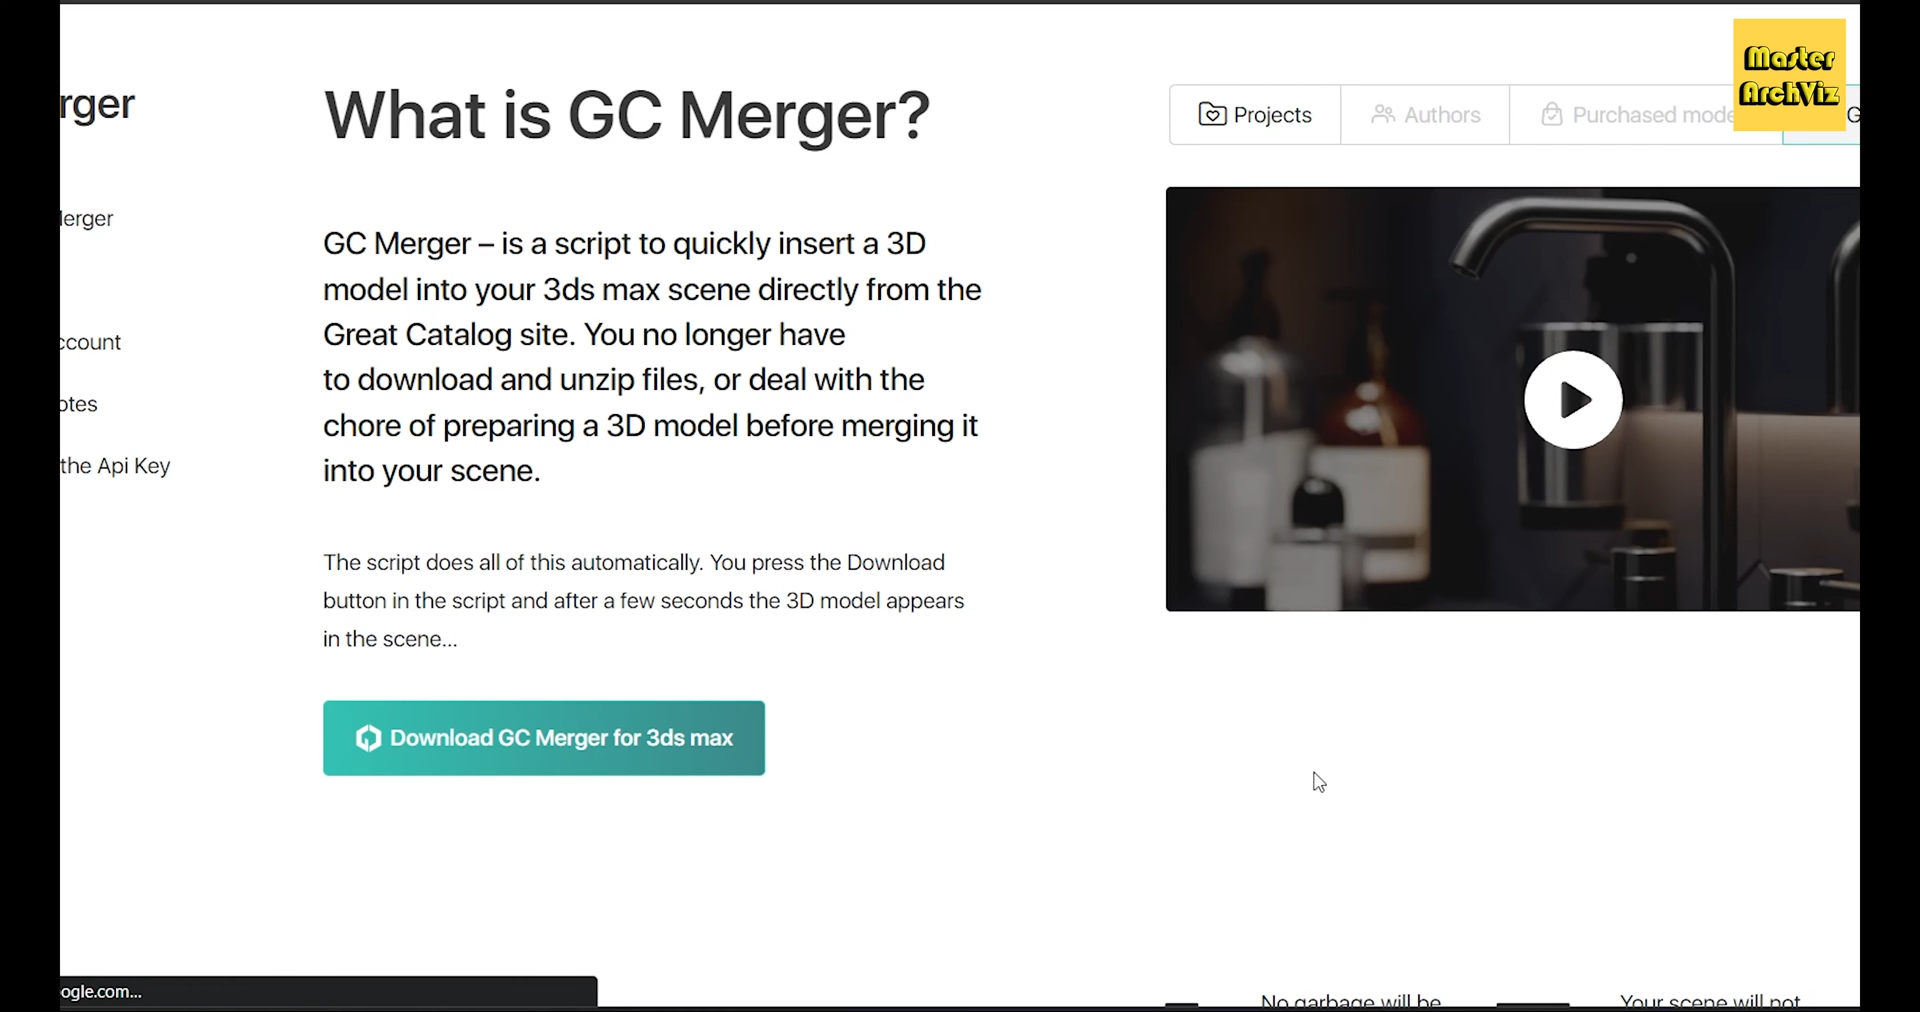 Master
ArchViz
rger
What is GC Merger?
Projects
Authors
Purchased mode
G
Merger
GC Merger – is a script to quickly insert a 3D
model into your 3ds max scene directly from the
Great Catalog site. You no longer have
to download and unzip files, or deal with the
chore of preparing a 3D model before merging it
into your scene.
ccount
otes
the Api Key
The script does all of this automatically. You press the Download
button in the script and after a few seconds the 3D model appears
in the scene...
Download GC Merger for 3ds max
ogle.com...
No garbage will be
Your scene will not